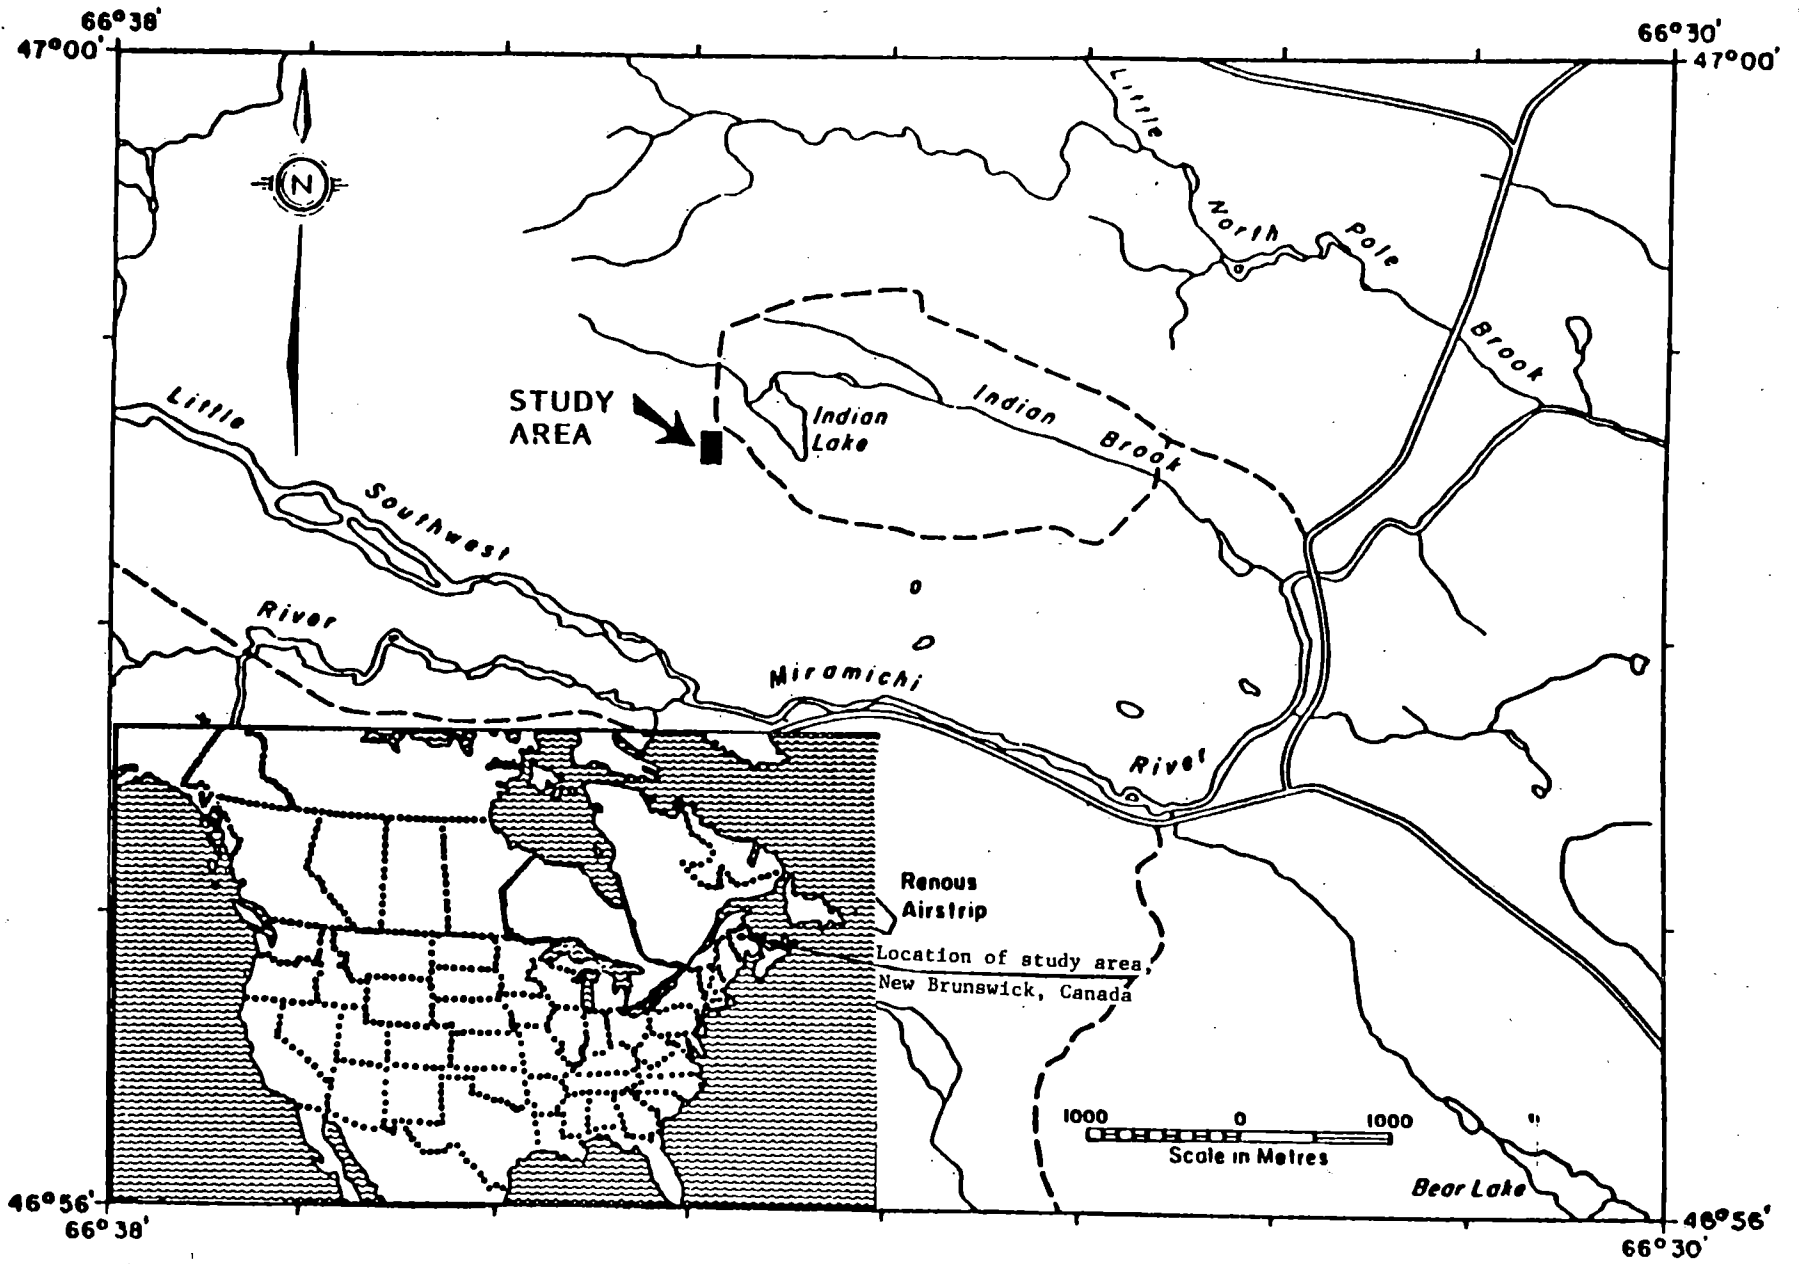 66°38'
66°30'
47°00'
47°00'
Little
North
Pole
Brook
N
STUDY
AREA
Indian
Lake
Indian
Brook
Little
Southwest
River
Miramichi
River
Renous
Airstrip
Location of study area,
New Brunswick, Canada
1000 0 1000
Scale in Metres
Bear Lake
46°56'
46°56'
66°38'
66°30'